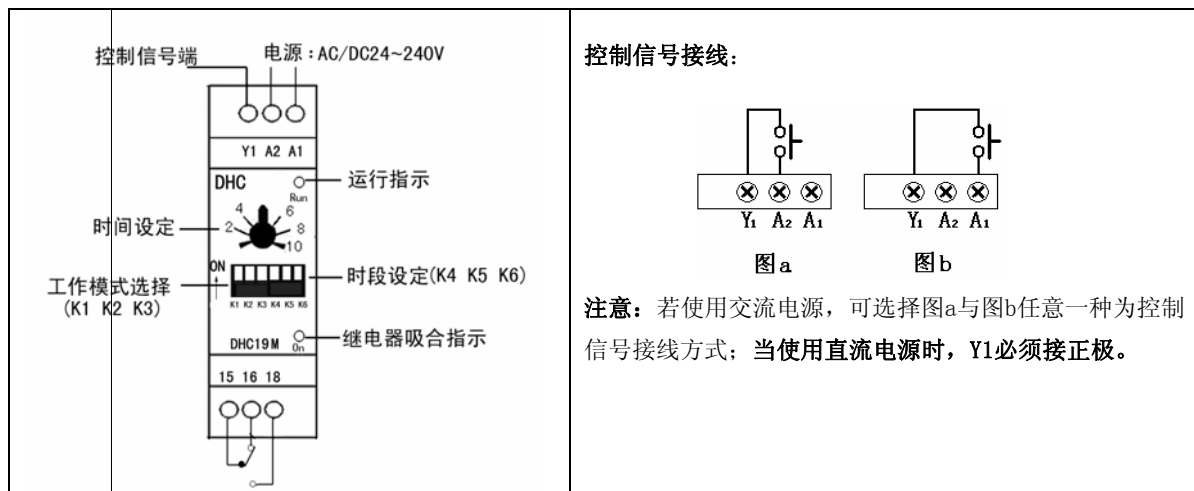 控制信号端
电源：AC/DC24~240V
Y1 A2 A1
DHC
Run
运行指示
4 6
2 8
10
时间设定
ON
工作模式选择
(K1 K2 K3)
时段设定(K4 K5 K6)
K1 K2 K3 K4 K5 K6
DHC19M
On
继电器吸合指示
15 16 18
控制信号接线：
Y1 A2 A1
图a
Y1 A2 A1
图b
注意：若使用交流电源，可选择图a与图b任意一种为控制
信号接线方式；当使用直流电源时，Y1必须接正极。